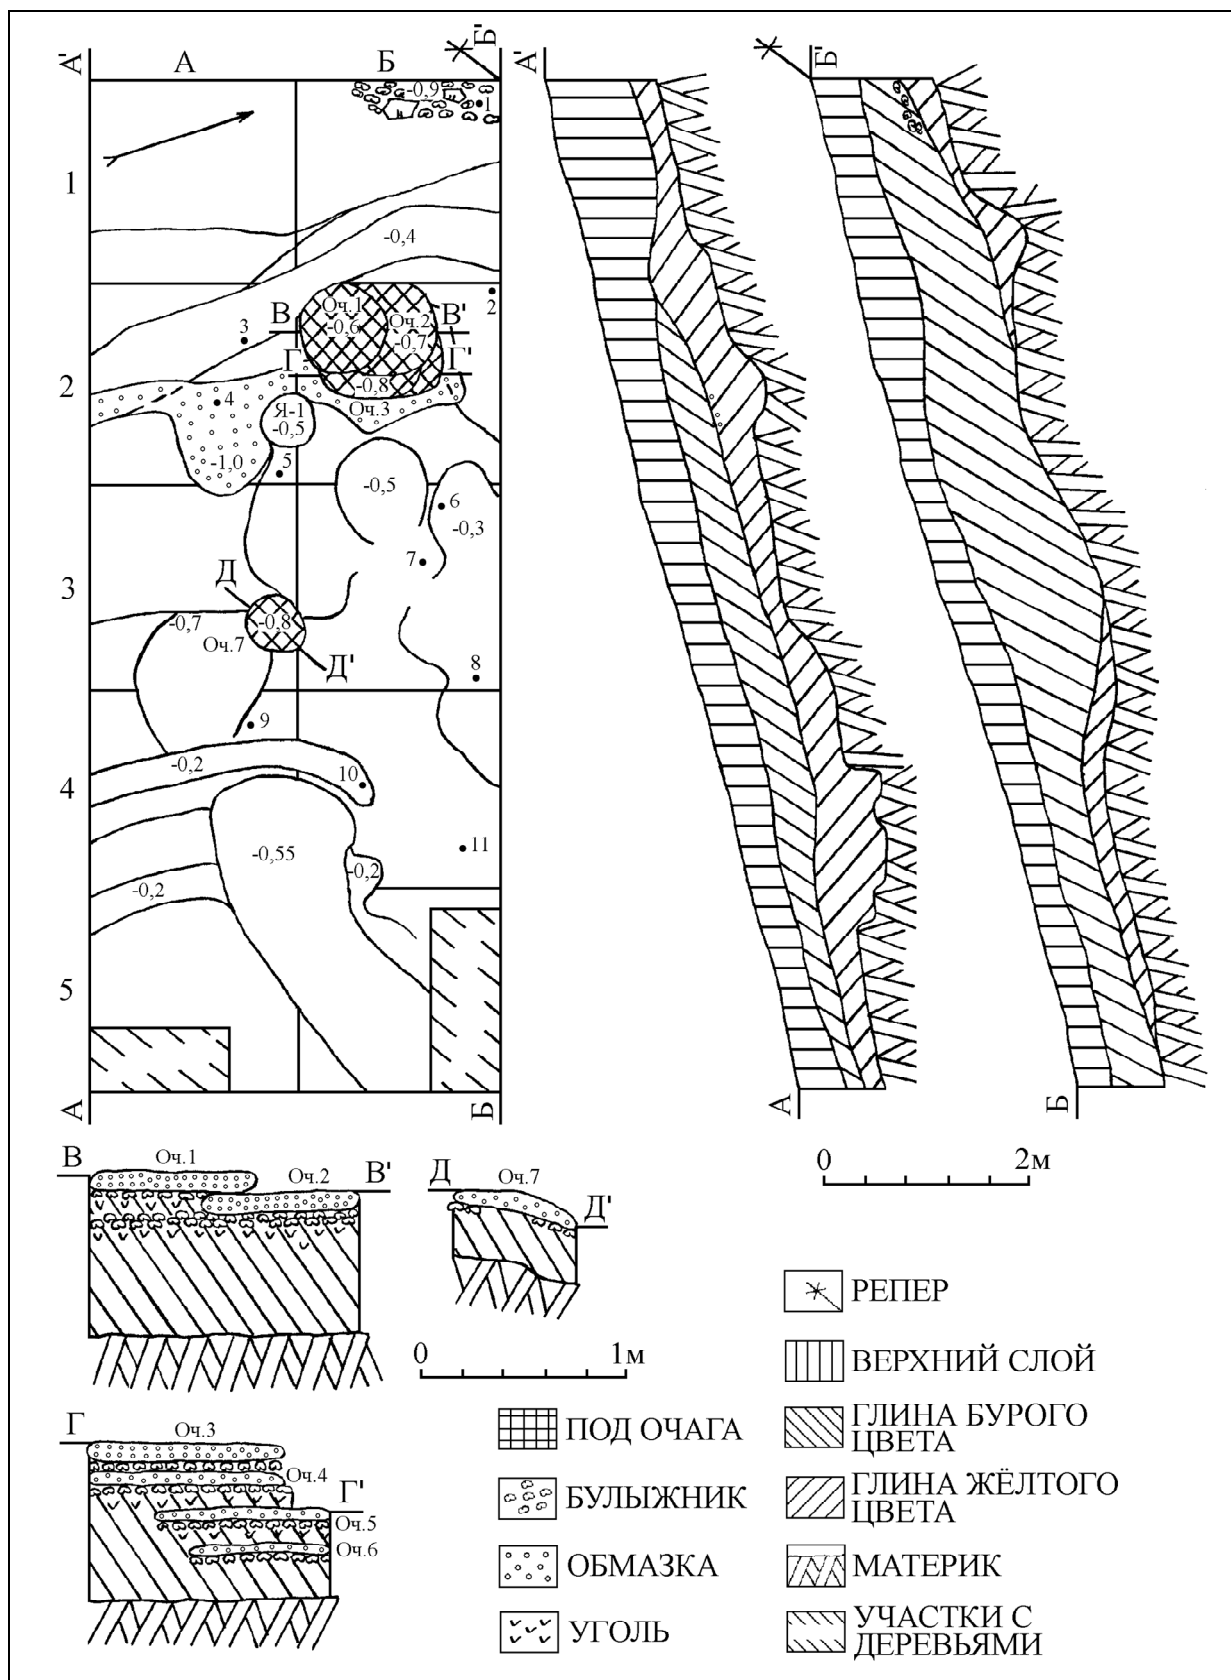 А'
А
Б
Б'
А'
Б'
-0,9
1
1
-0,4
2
Оч.1
-0,6
Оч.2
-0,7
В
В'
3
Г
Г'
-0,8
2
4
Я-1
-0,5
Оч.3
-1,0
5
-0,5
6
-0,3
7
3
Д
-0,7
-0,8
Оч.7
Д'
8
9
-0,2
10
4
-0,55
11
-0,2
-0,2
5
А
Б
А
Б
0 2м
В
Оч.1
Оч.2
В'
Д
Оч.7
Д'
0 1м
Г
Оч.3
Оч.4
Г'
Оч.5
Оч.6
ПОД ОЧАГА
БУЛЫЖНИК
ОБМАЗКА
УГОЛЬ
РЕПЕР
ВЕРХНИЙ СЛОЙ
ГЛИНА БУРОГО
ЦВЕТА
ГЛИНА ЖЁЛТОГО
ЦВЕТА
МАТЕРИК
УЧАСТКИ С
ДЕРЕВЬЯМИ